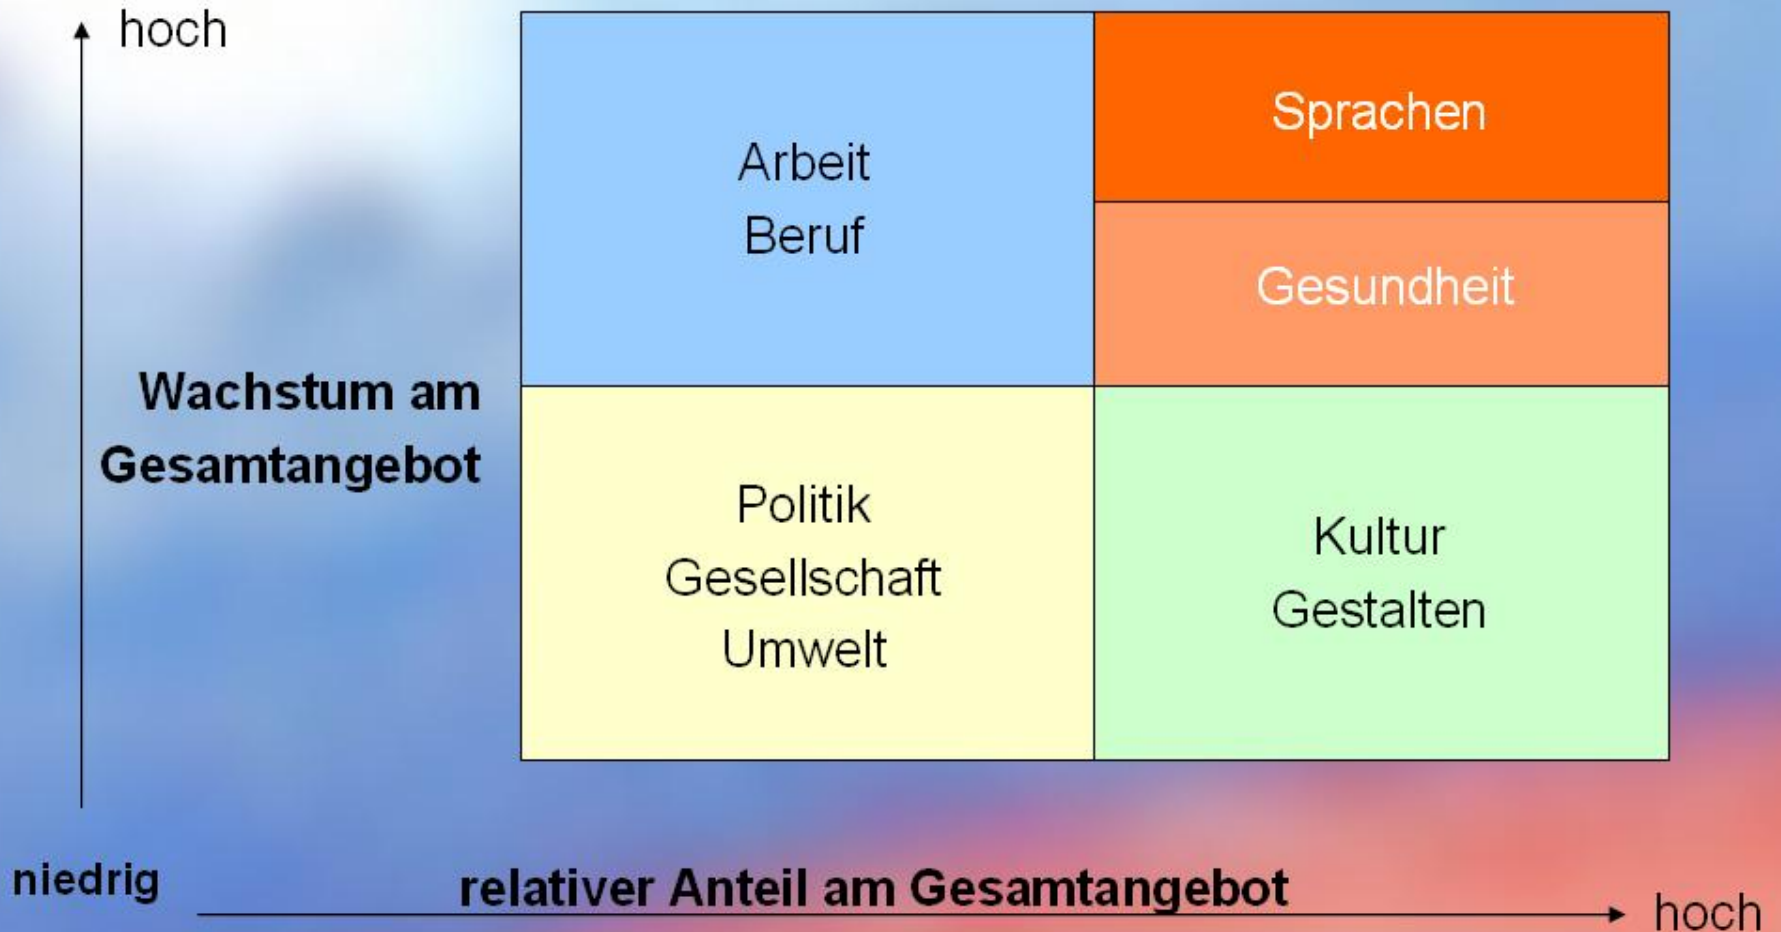 hoch
Sprachen
Arbeit
Beruf
Gesundheit
Wachstum am
Gesamtangebot
Politik
Gesellschaft
Umwelt
Kultur
Gestalten
niedrig
relativer Anteil am Gesamtangebot
hoch